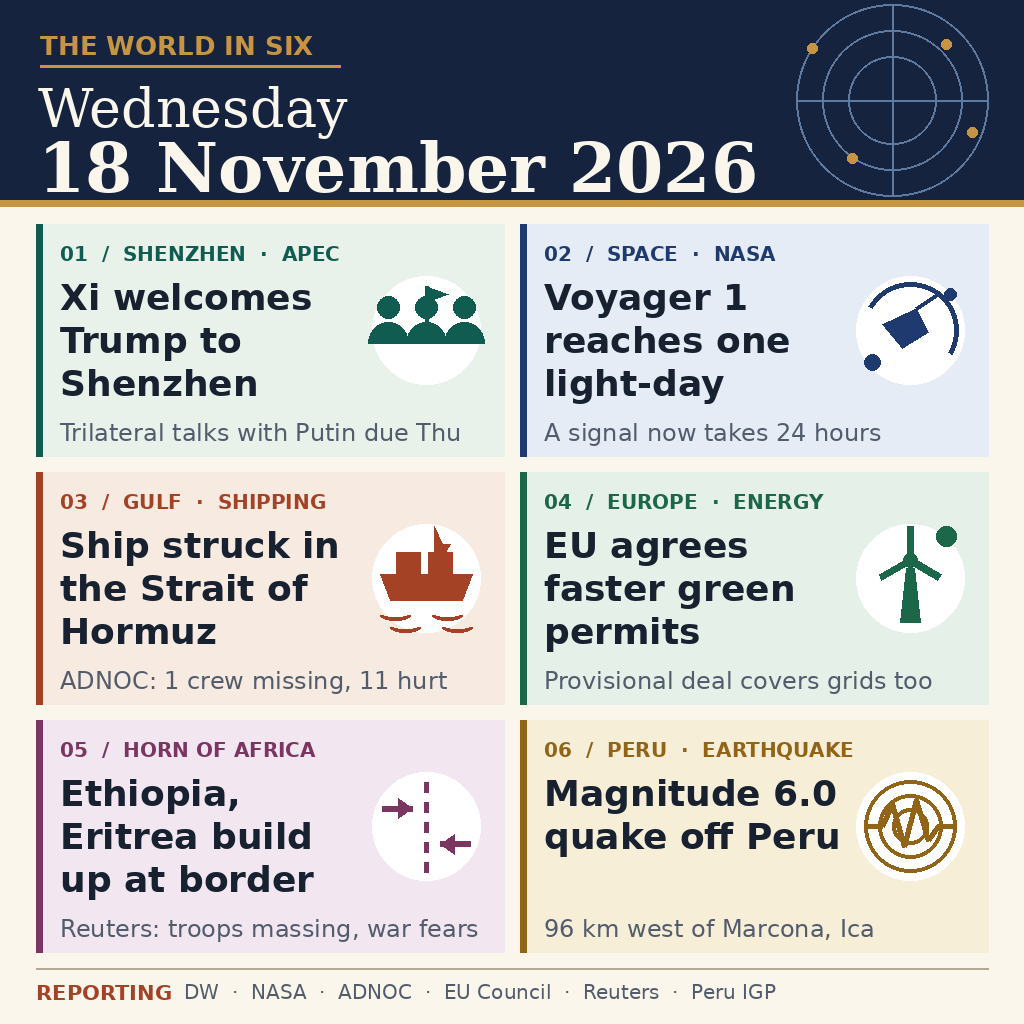 THE WORLD IN SIX
Wednesday
18 November 2026
01 / SHENZHEN · APEC
Xi welcomes
Trump to
Shenzhen
Trilateral talks with Putin due Thu
02 / SPACE · NASA
Voyager 1
reaches one
light-day
A signal now takes 24 hours
03 / GULF · SHIPPING
Ship struck in
the Strait of
Hormuz
ADNOC: 1 crew missing, 11 hurt
04 / EUROPE · ENERGY
EU agrees
faster green
permits
Provisional deal covers grids too
05 / HORN OF AFRICA
Ethiopia,
Eritrea build
up at border
Reuters: troops massing, war fears
06 / PERU · EARTHQUAKE
Magnitude 6.0
quake off Peru
96 km west of Marcona, Ica
REPORTING DW · NASA · ADNOC · EU Council · Reuters · Peru IGP